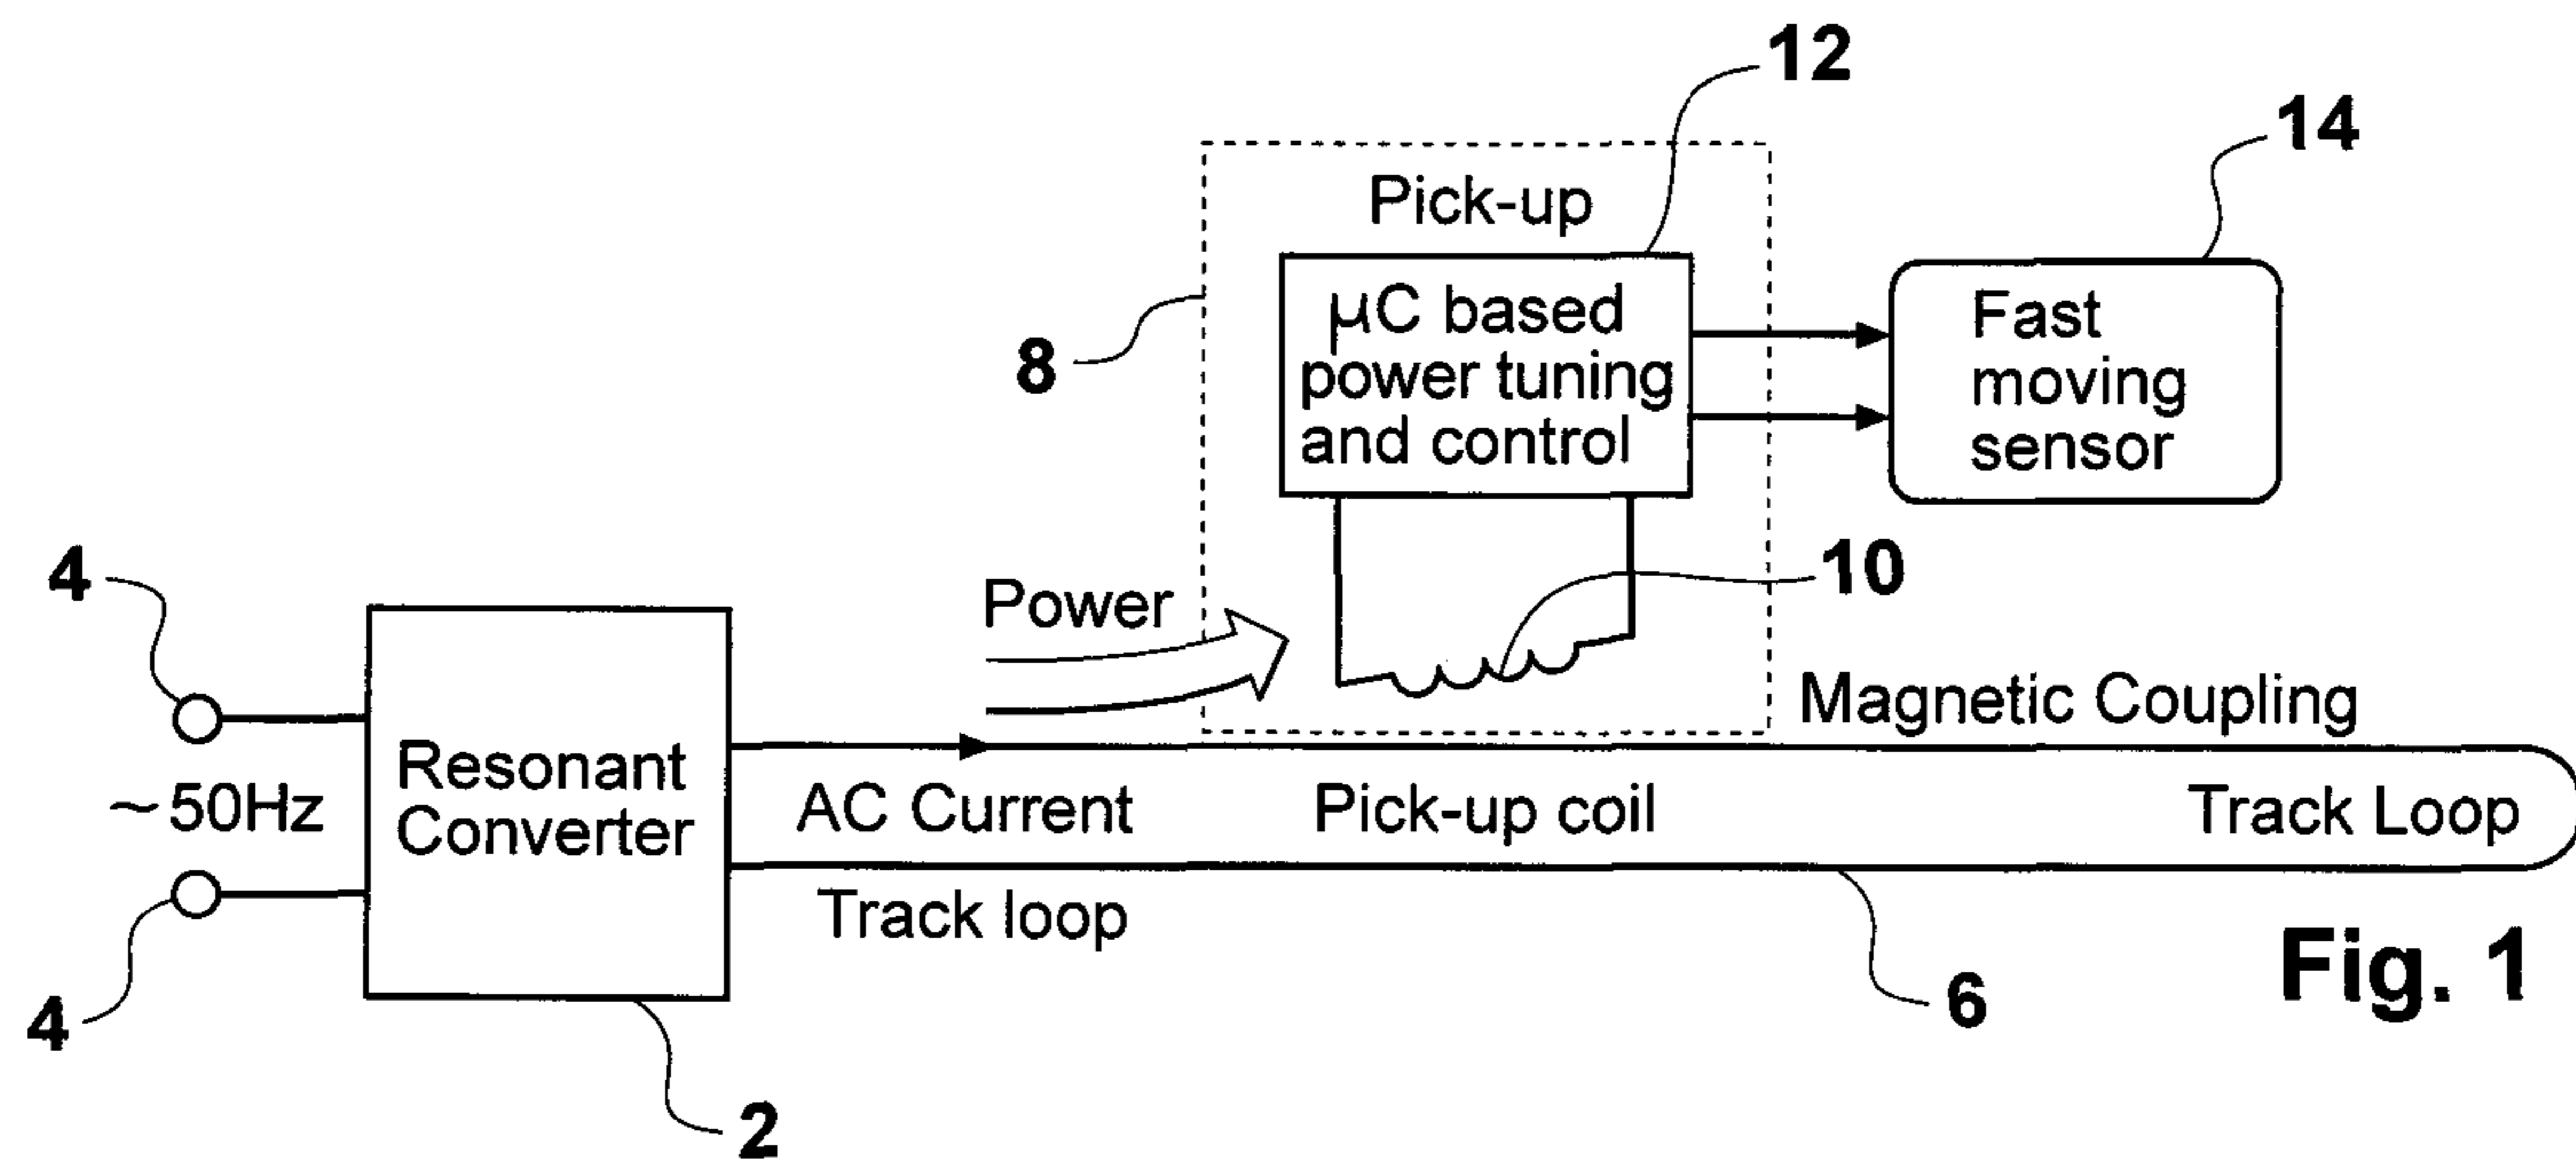 12
14
Pick-up
µC based
power tuning
and control
Fast
moving
sensor
8
10
4
Power
Magnetic Coupling
Resonant
Converter
~50Hz
AC Current
Pick-up coil
Track Loop
Track loop
4
6
Fig. 1
2